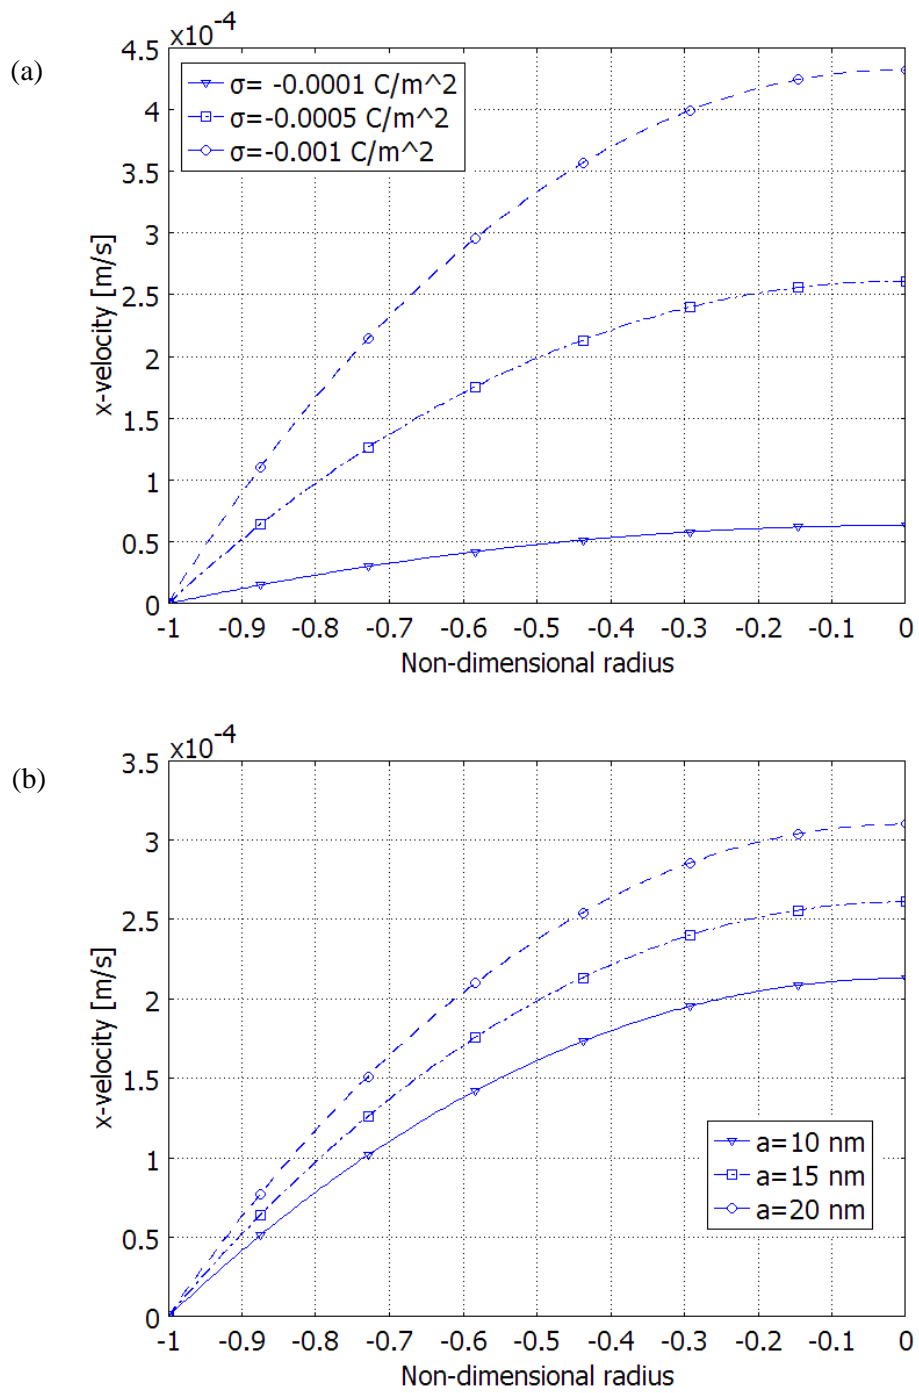 (a)
x10^-4
4.5
4
3.5
3
2.5
2
1.5
1
0.5
0
σ= -0.0001 C/m^2
σ=-0.0005 C/m^2
σ=-0.001 C/m^2
x-velocity [m/s]
-1 -0.9 -0.8 -0.7 -0.6 -0.5 -0.4 -0.3 -0.2 -0.1 0
Non-dimensional radius
(b)
x10^-4
3.5
3
2.5
2
1.5
1
0.5
0
x-velocity [m/s]
a=10 nm
a=15 nm
a=20 nm
-1 -0.9 -0.8 -0.7 -0.6 -0.5 -0.4 -0.3 -0.2 -0.1 0
Non-dimensional radius